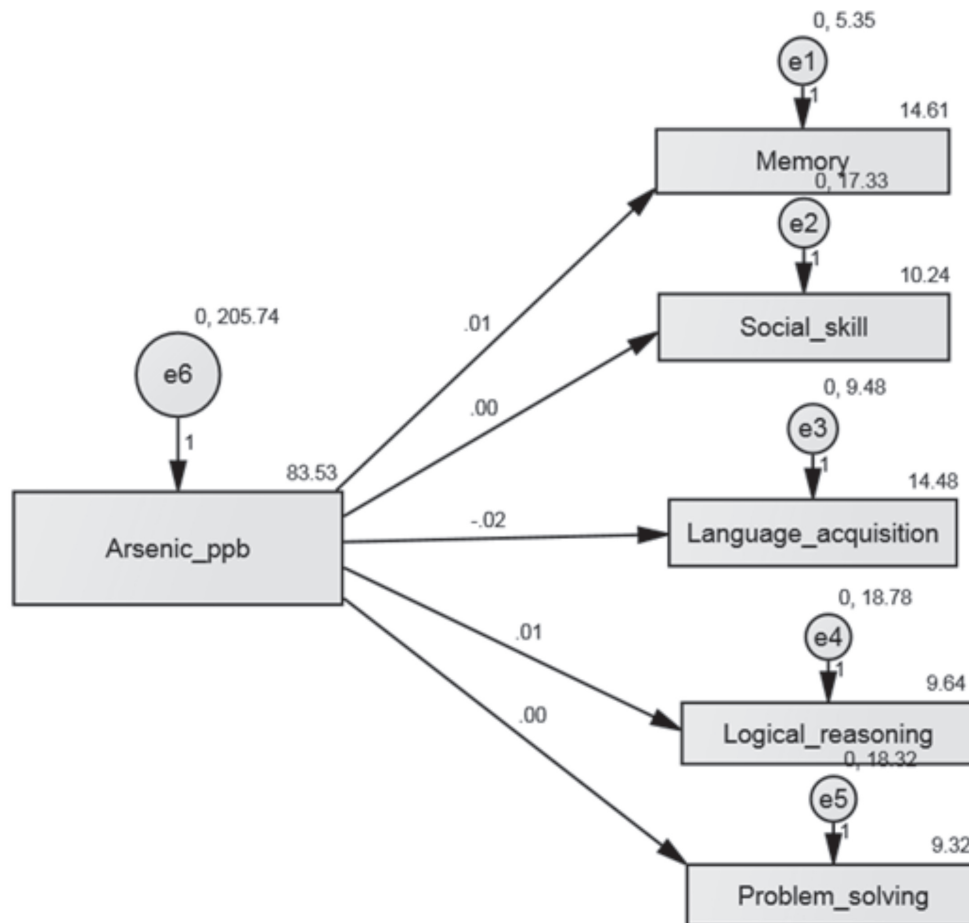 0, 5.35
e1
1
14.61
Memory
0, 17.33
e2
1
10.24
Social_skill
.01
0, 205.74
e6
1
83.53
Arsenic_ppb
.00
0, 9.48
e3
1
14.48
Language_acquisition
-.02
0, 18.78
e4
1
9.64
Logical_reasoning
.01
0, 18.32
e5
1
9.32
Problem_solving
.00